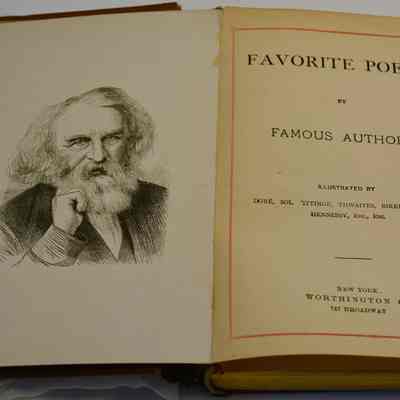 FAVORITE POE
BY
FAMOUS AUTHOR
ILLUSTRATED BY
DORÉ, SOL. EYTINGE, THWAITES, BIRKE
HENNESSY, Etc., Etc.
NEW YORK
WORTHINGTON
747 BROADWAY